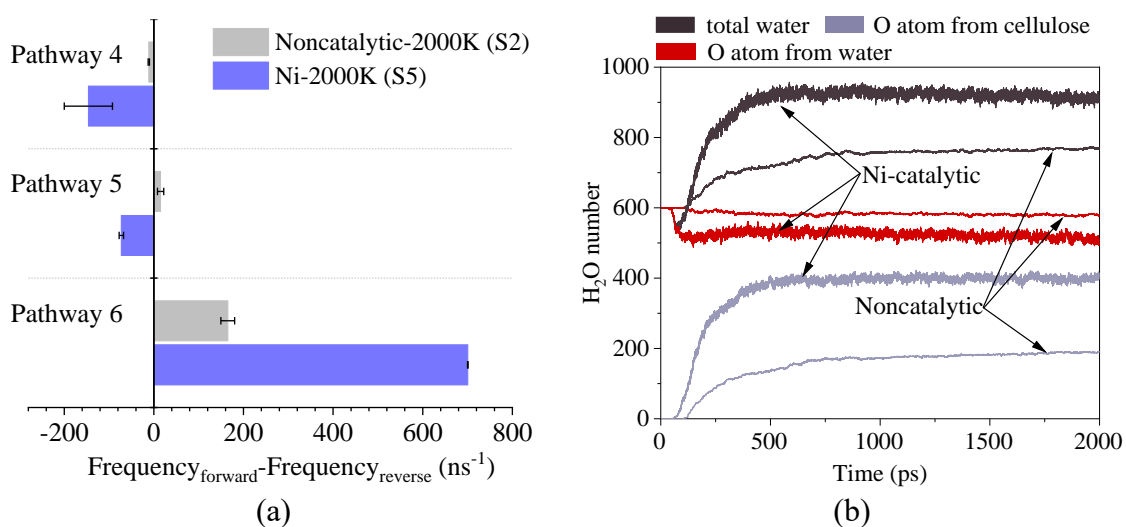 Noncatalytic-2000K (S2)
Ni-2000K (S5)
Pathway 4
Pathway 5
Pathway 6
-200 0 200 400 600 800
Frequency_forward-Frequency_reverse (ns⁻¹)
(a)
total water
O atom from cellulose
O atom from water
1000
800
600
400
200
0
H₂O number
Ni-catalytic
Noncatalytic
0 500 1000 1500 2000
Time (ps)
(b)